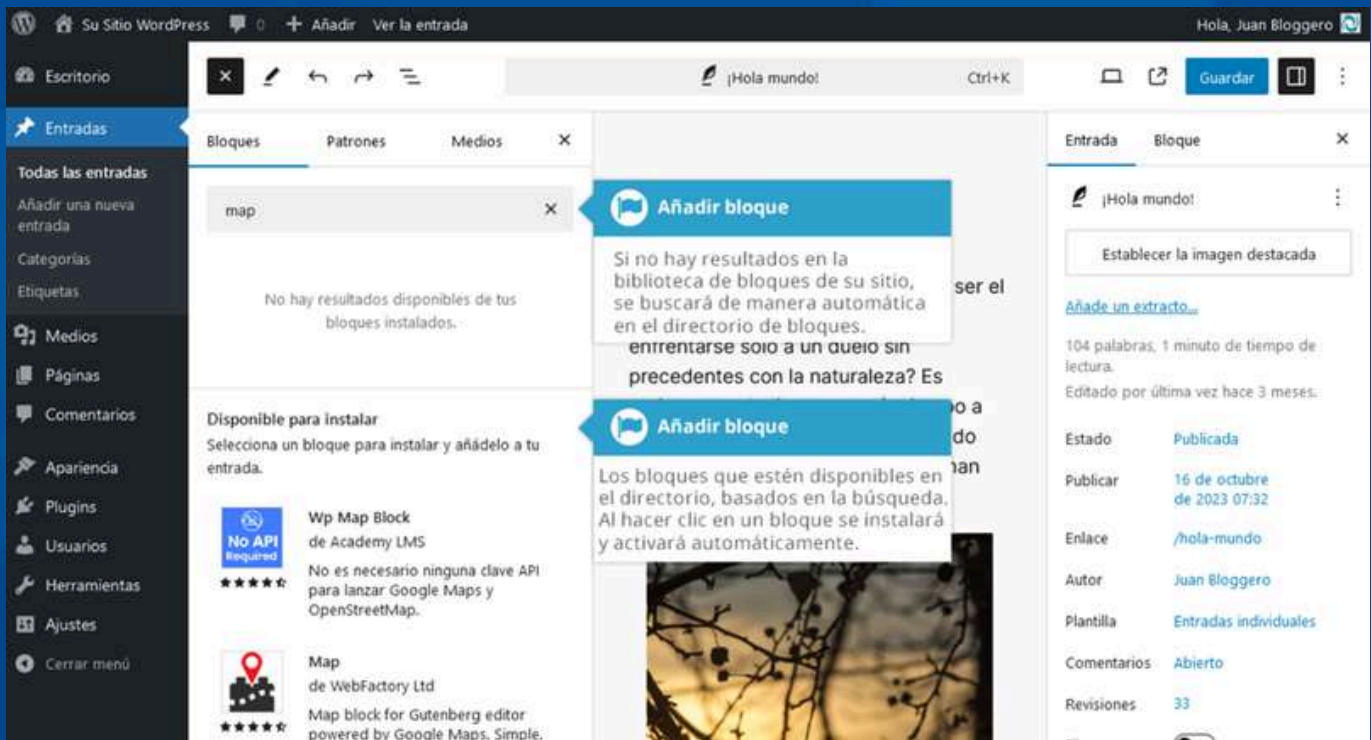 Su Sitio WordPress
0
Añadir
Ver la entrada
Hola, Juan Bloggero
Escritorio
Entradas
Todas las entradas
Añadir una nueva
entrada
Categorías
Etiquetas
Medios
Páginas
Comentarios
Apariencia
Plugins
Usuarios
Herramientas
Ajustes
Cerrar menú
¡Hola mundo!
Ctrl+K
Guardar
Bloques
Patrones
Medios
map
No hay resultados disponibles de tus
bloques instalados.
Disponible para instalar
Selecciona un bloque para instalar y añádelo a tu
entrada.
No API
Required
Wp Map Block
de Academy LMS
No es necesario ninguna clave API
para lanzar Google Maps y
OpenStreetMap.
Map
de WebFactory Ltd
Map block for Gutenberg editor
powered by Google Maps. Simple,
Añadir bloque
Si no hay resultados en la
biblioteca de bloques de su sitio,
se buscará de manera automática
en el directorio de bloques.
ser el
enfrentarse solo a un duelo sin
precedentes con la naturaleza? Es
Añadir bloque
Los bloques que estén disponibles en
el directorio, basados en la búsqueda.
Al hacer clic en un bloque se instalará
y activará automáticamente.
Entrada
Bloque
¡Hola mundo!
Establecer la imagen destacada
Añade un extracto...
104 palabras, 1 minuto de tiempo de
lectura.
Editado por última vez hace 3 meses.
Estado
Publicada
Publicar
16 de octubre
de 2023 07:32
Enlace
/hola-mundo
Autor
Juan Bloggero
Plantilla
Entradas individuales
Comentarios
Abierto
Revisiones
33